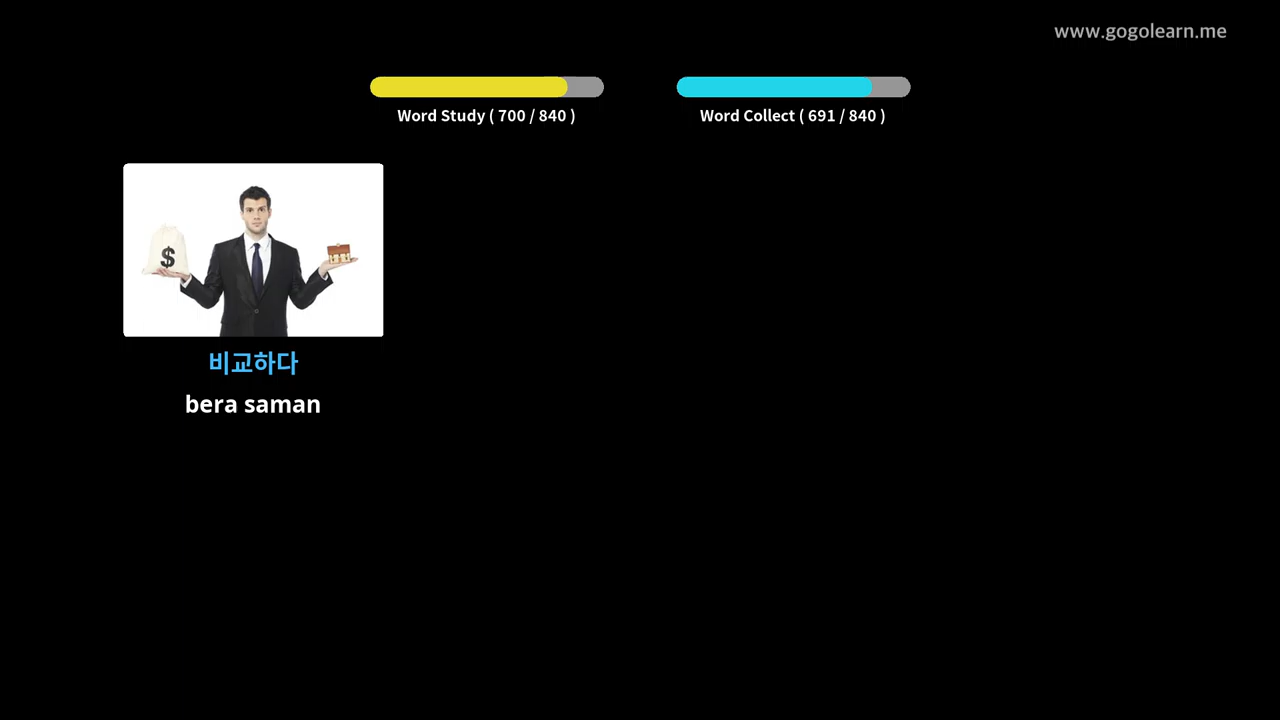 www.gogolearn.me
Word Study ( 700 / 840 )
Word Collect ( 691 / 840 )
$
비교하다
bera saman